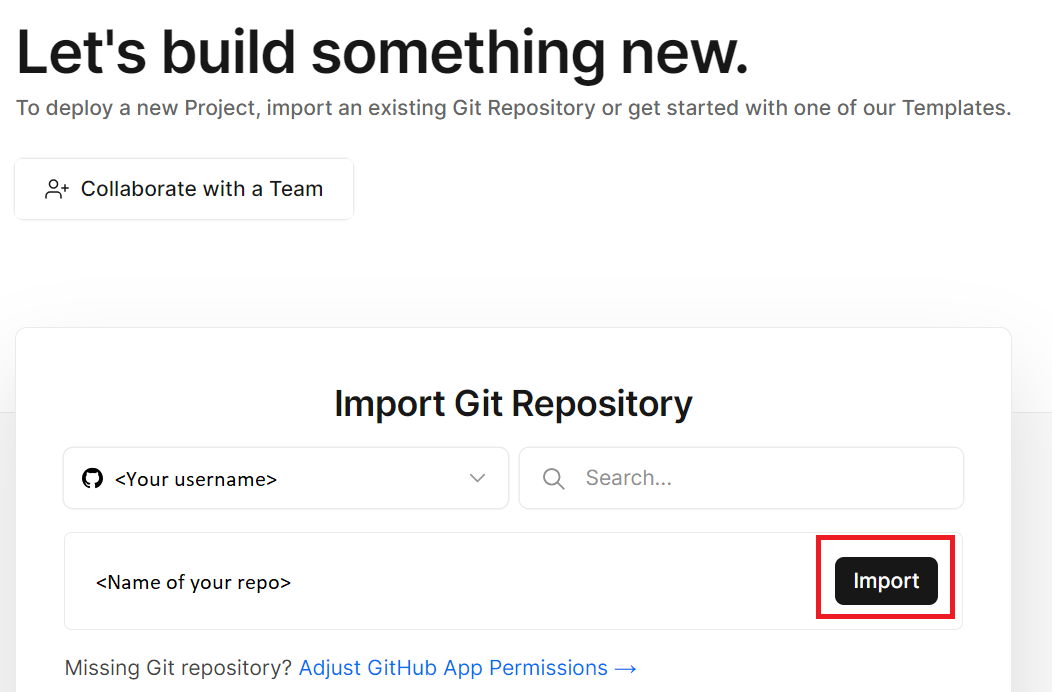 Let's build something new.
To deploy a new Project, import an existing Git Repository or get started with one of our Templates.
Collaborate with a Team
Import Git Repository
<Your username>
Search...
<Name of your repo>
Import
Missing Git repository? Adjust GitHub App Permissions →